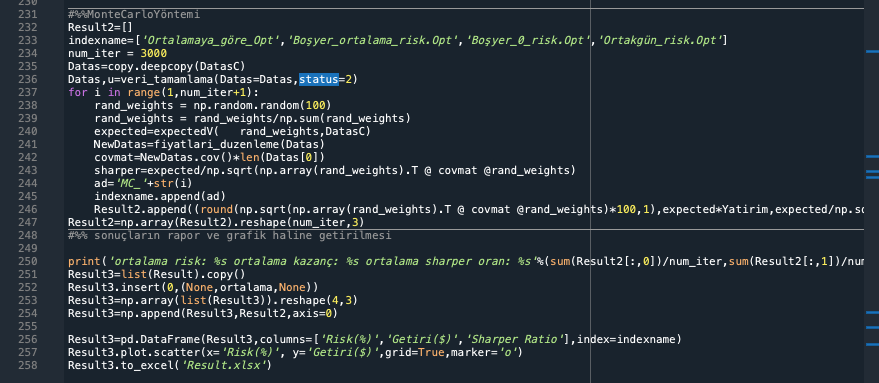 230
231 #%%MonteCarloYöntemi
232 Result2=[]
233 indexname=['Ortalamaya_göre_Opt','Boşyer_ortalama_risk.Opt','Boşyer_0_risk.Opt','Ortakgün_risk.Opt']
234 num_iter = 3000
235 Datas=copy.deepcopy(DatasC)
236 Datas,u=veri_tamamlama(Datas=Datas,status=2)
237 for i in range(1,num_iter+1):
238     rand_weights = np.random.random(100)
239     rand_weights = rand_weights/np.sum(rand_weights)
240     expected=expectedV(   rand_weights,DatasC)
241     NewDatas=fiyatlari_duzenleme(Datas)
242     covmat=NewDatas.cov()*len(Datas[0])
243     sharper=expected/np.sqrt(np.array(rand_weights).T @ covmat @rand_weights)
244     ad='MC_'+str(i)
245     indexname.append(ad)
246     Result2.append((round(np.sqrt(np.array(rand_weights).T @ covmat @rand_weights)*100,1),expected*Yatirim,expected/np.sq
247 Result2=np.array(Result2).reshape(num_iter,3)
248 #%% sonuçların rapor ve grafik haline getirilmesi
249
250 print('ortalama risk: %s ortalama kazanç: %s ortalama sharper oran: %s'%(sum(Result2[:,0])/num_iter,sum(Result2[:,1])/num
251 Result3=list(Result).copy()
252 Result3.insert(0,(None,ortalama,None))
253 Result3=np.array(list(Result3)).reshape(4,3)
254 Result3=np.append(Result3,Result2,axis=0)
255
256 Result3=pd.DataFrame(Result3,columns=['Risk(%)','Getiri($)','Sharper Ratio'],index=indexname)
257 Result3.plot.scatter(x='Risk(%)', y='Getiri($)',grid=True,marker='o')
258 Result3.to_excel('Result.xlsx')